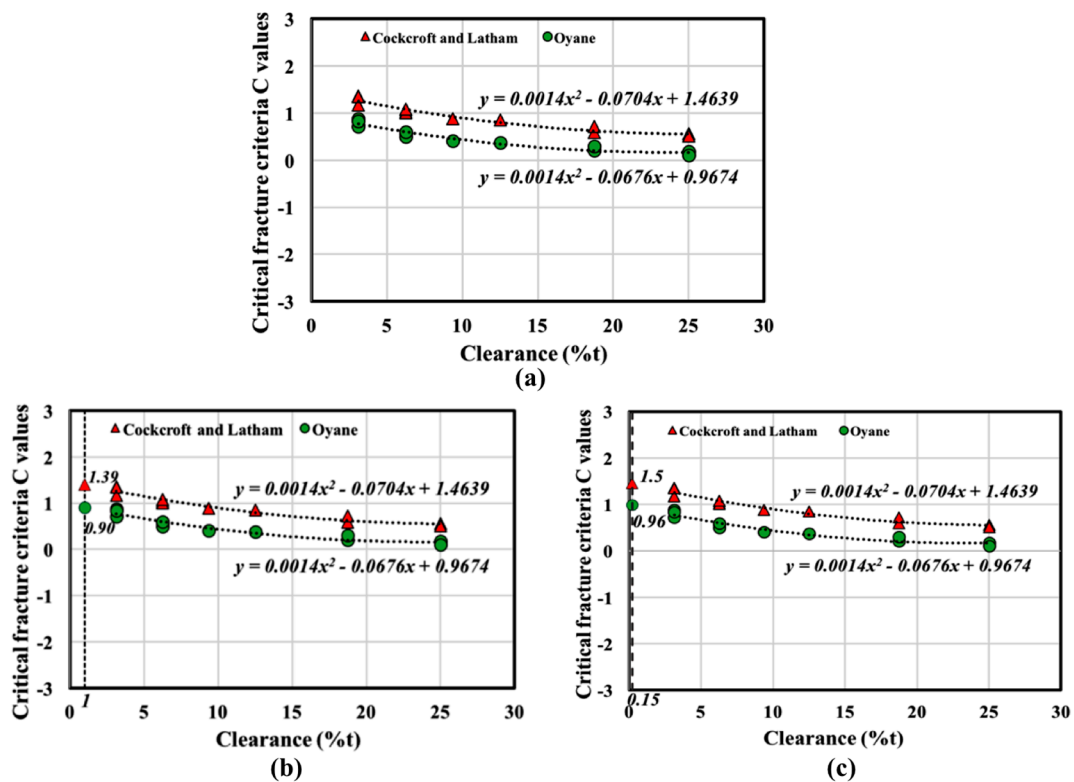 Critical fracture criteria C values
3
2
1
0
-1
-2
-3
Cockcroft and Latham
Oyane
y = 0.0014x² - 0.0704x + 1.4639
y = 0.0014x² - 0.0676x + 0.9674
0 5 10 15 20 25 30
Clearance (%t)
(a)
Critical fracture criteria C values
3
2
1
0
-1
-2
-3
Cockcroft and Latham
Oyane
1.39
0.90
y = 0.0014x² - 0.0704x + 1.4639
y = 0.0014x² - 0.0676x + 0.9674
0 1 5 10 15 20 25 30
Clearance (%t)
(b)
Critical fracture criteria C values
3
2
1
0
-1
-2
-3
Cockcroft and Latham
Oyane
1.5
0.96
y = 0.0014x² - 0.0704x + 1.4639
y = 0.0014x² - 0.0676x + 0.9674
0 0.15 5 10 15 20 25 30
Clearance (%t)
(c)